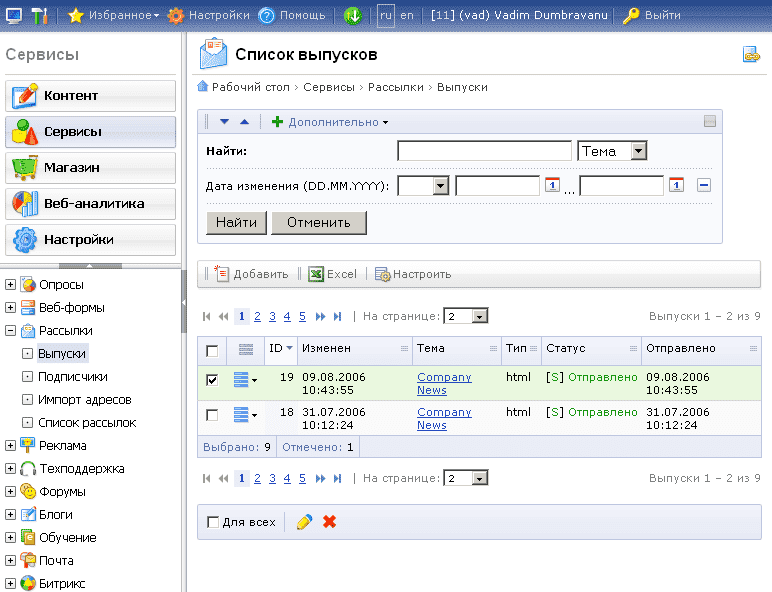 Избранное Настройки Помощь ru en [11] (vad) Vadim Dumbravanu Выйти
Сервисы
Контент
Сервисы
Магазин
Веб-аналитика
Настройки
Опросы
Веб-формы
Рассылки
Выпуски
Подписчики
Импорт адресов
Список рассылок
Реклама
Техподдержка
Форумы
Блоги
Обучение
Почта
Битрикс
Список выпусков
Рабочий стол › Сервисы › Рассылки › Выпуски
Дополнительно
Найти: Тема
Дата изменения (DD.MM.YYYY): 1 ... 1
Найти Отменить
Добавить Excel Настроить
1 2 3 4 5 | На странице: 2 Выпуски 1 – 2 из 9
ID Изменен Тема Тип Статус Отправлено
19 09.08.2006 Company html [S] Отправлено 09.08.2006
10:43:55 News 10:43:55
18 31.07.2006 Company html [S] Отправлено 31.07.2006
10:12:24 News 10:12:24
Выбрано: 9 Отмечено: 1
1 2 3 4 5 | На странице: 2 Выпуски 1 – 2 из 9
Для всех